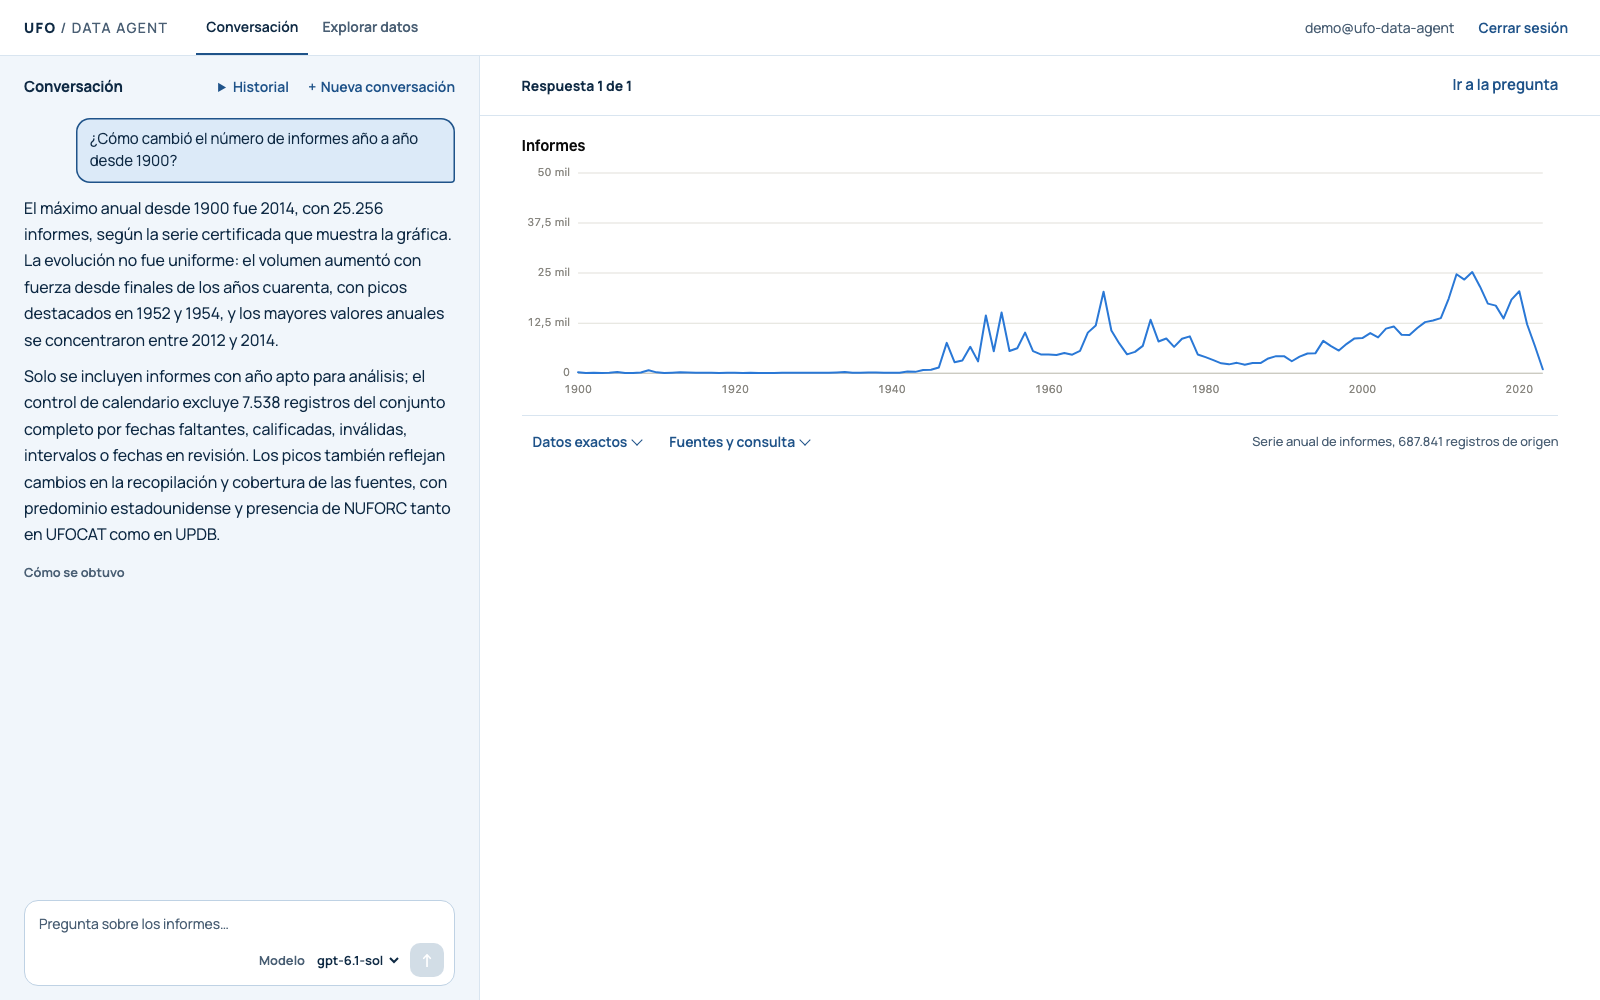 UFO / DATA AGENT
Conversación
Explorar datos
demo@ufo-data-agent
Cerrar sesión
Conversación
Historial
+ Nueva conversación
¿Cómo cambió el número de informes año a año
desde 1900?
El máximo anual desde 1900 fue 2014, con 25.256
informes, según la serie certificada que muestra la gráfica.
La evolución no fue uniforme: el volumen aumentó con
fuerza desde finales de los años cuarenta, con picos
destacados en 1952 y 1954, y los mayores valores anuales
se concentraron entre 2012 y 2014.
Solo se incluyen informes con año apto para análisis; el
control de calendario excluye 7.538 registros del conjunto
completo por fechas faltantes, calificadas, inválidas,
intervalos o fechas en revisión. Los picos también reflejan
cambios en la recopilación y cobertura de las fuentes, con
predominio estadounidense y presencia de NUFORC tanto
en UFOCAT como en UPDB.
Cómo se obtuvo
Pregunta sobre los informes…
Modelo gpt-6.1-sol
Respuesta 1 de 1
Ir a la pregunta
Informes
50 mil
37,5 mil
25 mil
12,5 mil
0
1900 1920 1940 1960 1980 2000 2020
Datos exactos
Fuentes y consulta
Serie anual de informes, 687.841 registros de origen